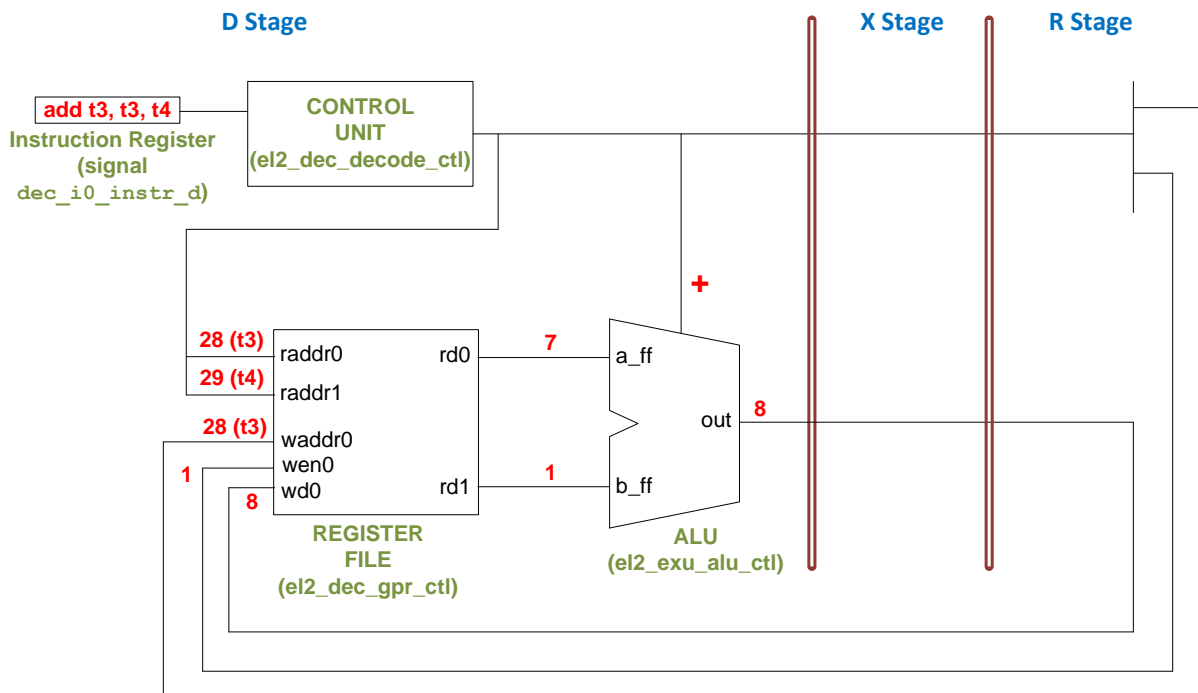 D Stage
X Stage
R Stage
add t3, t3, t4
Instruction Register
(signal
dec_i0_instr_d)
CONTROL
UNIT
(el2_dec_decode_ctl)
+
28 (t3)
raddr0
29 (t4)
raddr1
28 (t3)
waddr0
1
wen0
8
wd0
rd0
rd1
7
1
a_ff
b_ff
out
8
REGISTER
FILE
(el2_dec_gpr_ctl)
ALU
(el2_exu_alu_ctl)